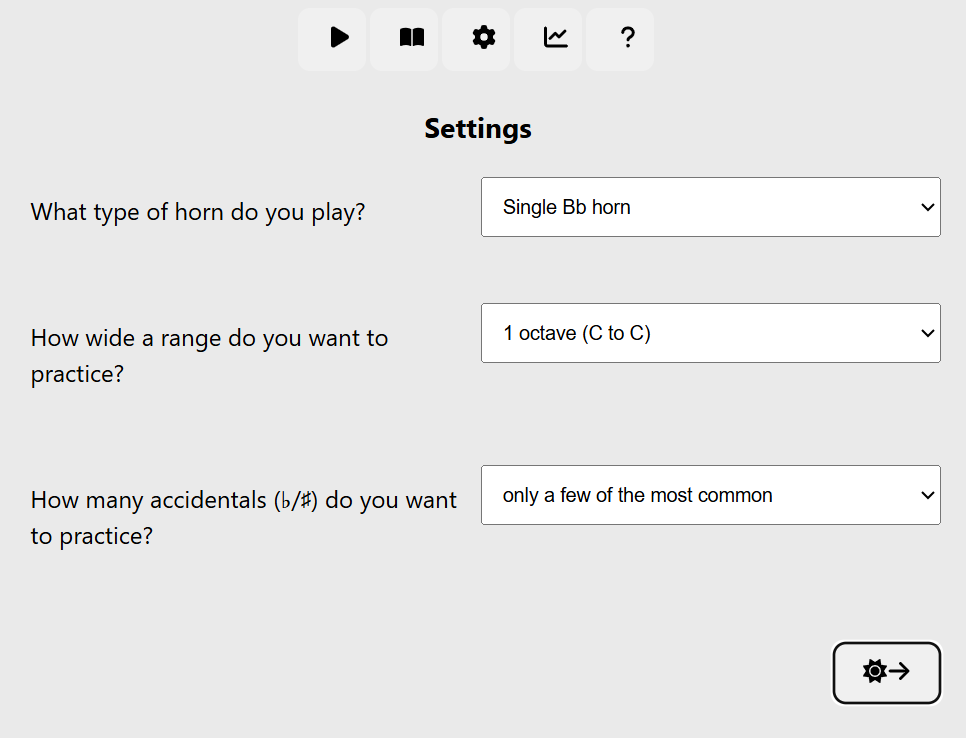 ?
Settings
What type of horn do you play?
Single Bb horn
How wide a range do you want to
practice?
1 octave (C to C)
How many accidentals (♭/♯) do you want
to practice?
only a few of the most common